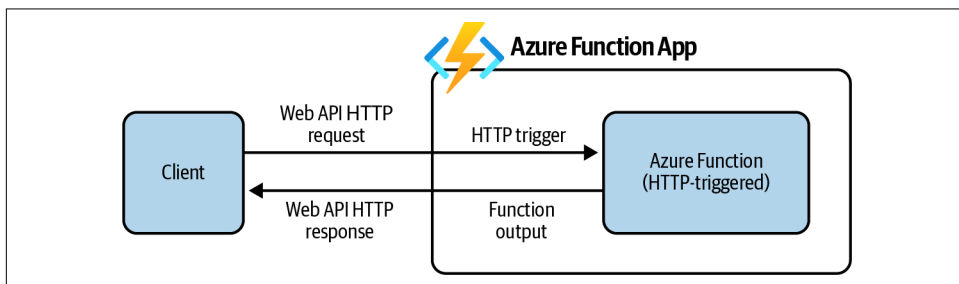 Azure Function App
Web API HTTP
request
HTTP trigger
Client
Azure Function
(HTTP-triggered)
Web API HTTP
response
Function
output